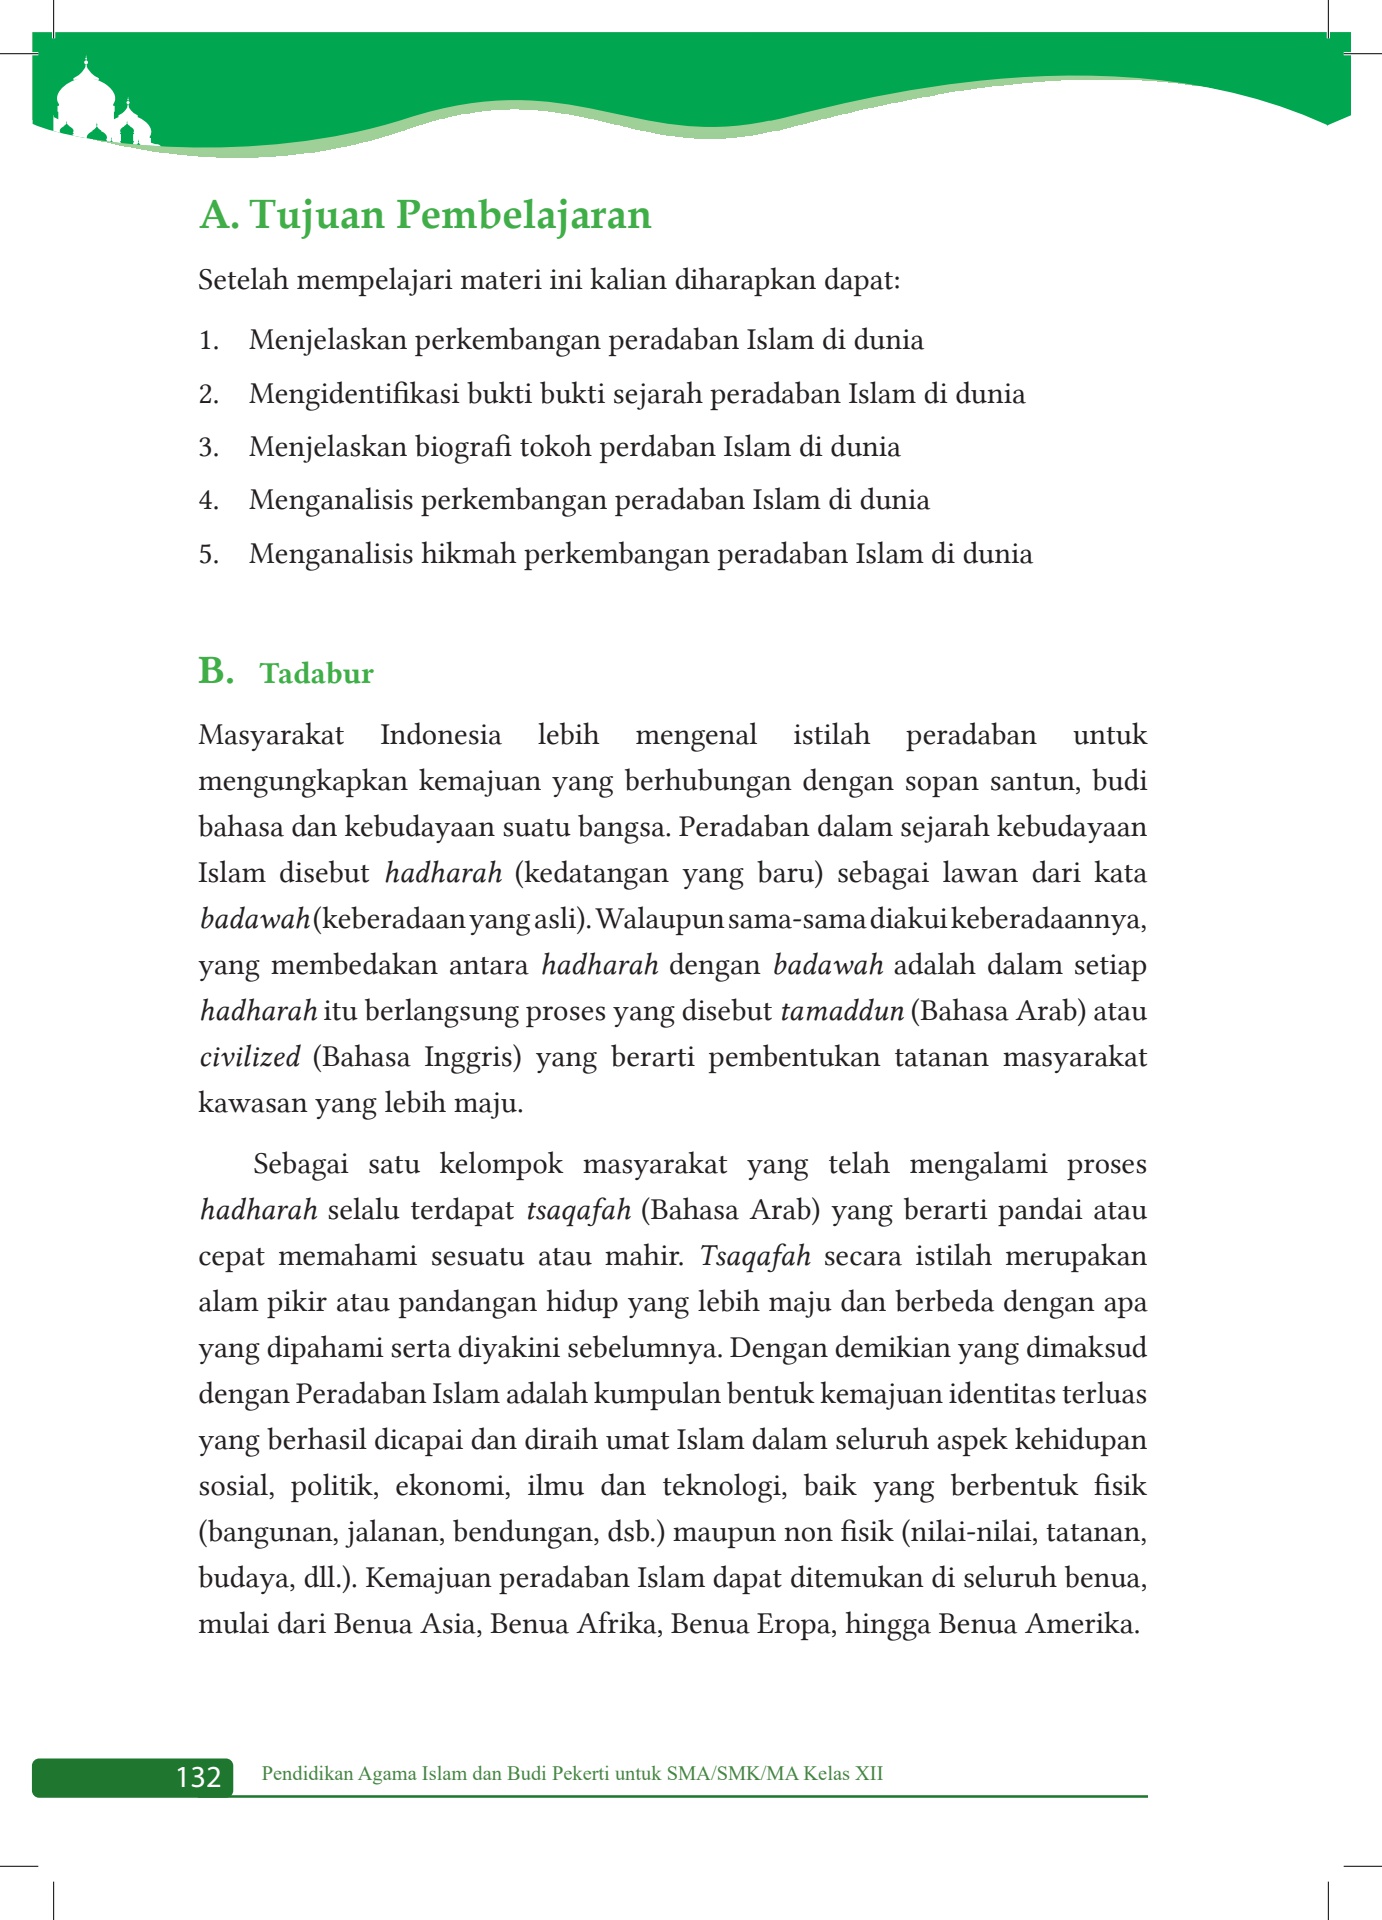 A. Tujuan Pembelajaran
Setelah mempelajari materi ini kalian diharapkan dapat:
1. Menjelaskan perkembangan peradaban Islam di dunia
2. Mengidentifikasi bukti bukti sejarah peradaban Islam di dunia
3. Menjelaskan biografi tokoh perdaban Islam di dunia
4. Menganalisis perkembangan peradaban Islam di dunia
5. Menganalisis hikmah perkembangan peradaban Islam di dunia
B. Tadabur
Masyarakat Indonesia lebih mengenal istilah peradaban untuk
mengungkapkan kemajuan yang berhubungan dengan sopan santun, budi
bahasa dan kebudayaan suatu bangsa. Peradaban dalam sejarah kebudayaan
Islam disebut hadharah (kedatangan yang baru) sebagai lawan dari kata
badawah (keberadaan yang asli). Walaupun sama-sama diakui keberadaannya,
yang membedakan antara hadharah dengan badawah adalah dalam setiap
hadharah itu berlangsung proses yang disebut tamaddun (Bahasa Arab) atau
civilized (Bahasa Inggris) yang berarti pembentukan tatanan masyarakat
kawasan yang lebih maju.
Sebagai satu kelompok masyarakat yang telah mengalami proses
hadharah selalu terdapat tsaqafah (Bahasa Arab) yang berarti pandai atau
cepat memahami sesuatu atau mahir. Tsaqafah secara istilah merupakan
alam pikir atau pandangan hidup yang lebih maju dan berbeda dengan apa
yang dipahami serta diyakini sebelumnya. Dengan demikian yang dimaksud
dengan Peradaban Islam adalah kumpulan bentuk kemajuan identitas terluas
yang berhasil dicapai dan diraih umat Islam dalam seluruh aspek kehidupan
sosial, politik, ekonomi, ilmu dan teknologi, baik yang berbentuk fisik
(bangunan, jalanan, bendungan, dsb.) maupun non fisik (nilai-nilai, tatanan,
budaya, dll.). Kemajuan peradaban Islam dapat ditemukan di seluruh benua,
mulai dari Benua Asia, Benua Afrika, Benua Eropa, hingga Benua Amerika.
132 Pendidikan Agama Islam dan Budi Pekerti untuk SMA/SMK/MA Kelas XII